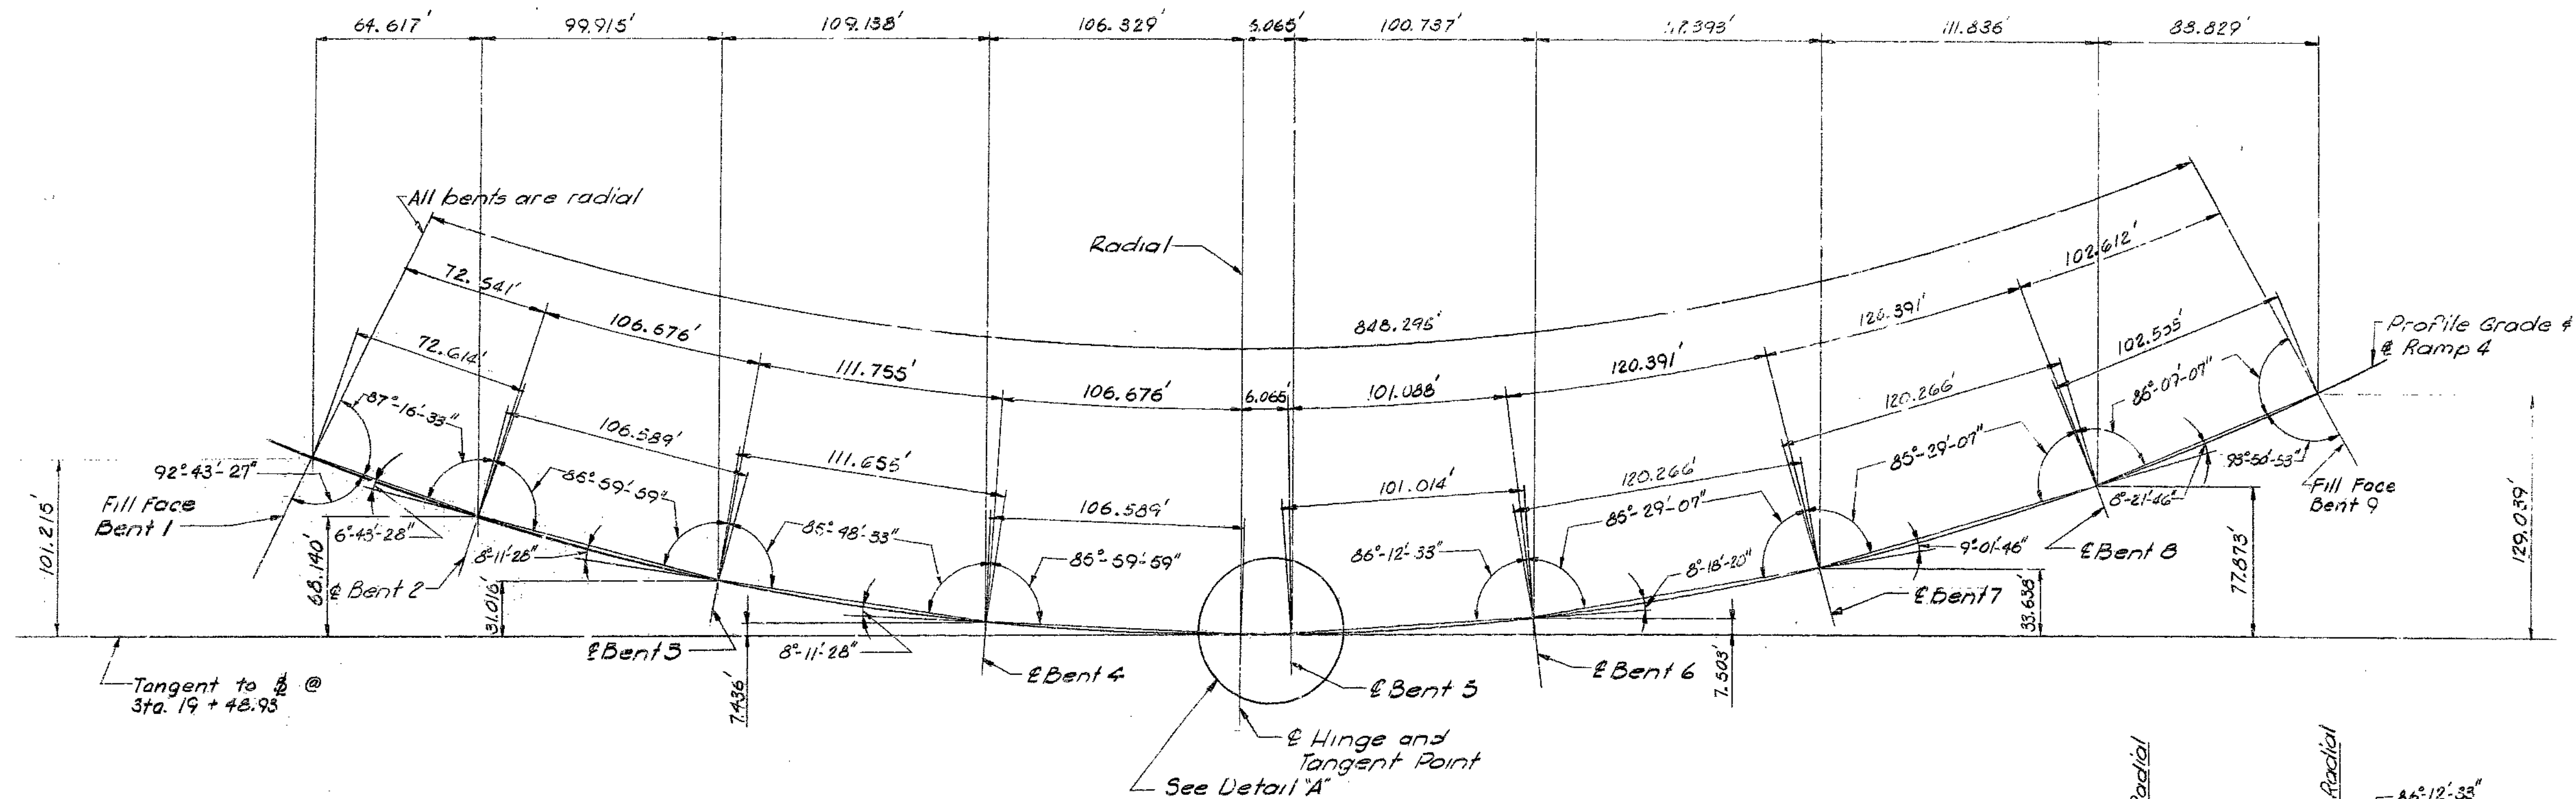 64.617'
99.915'
109.138'
106.329'
6.065'
100.737'
111.836'
88.829'
All bents are radial
Radial
72.541'
106.676'
111.755'
106.676'
6.065'
848.295'
101.088'
120.391'
120.391'
102.612'
72.614'
106.589'
111.655'
106.589'
101.014'
120.266'
120.266'
102.535'
Profile Grade &
℄ Ramp 4
87°-16'-33"
85°-59'-59"
85°-48'-33"
85°-59'-59"
86°-12'-33"
85°-29'-07"
85°-29'-07"
86°-07'-07"
92°-43'-27"
93°-50'-53"
Fill Face
Bent 1
Fill Face
Bent 9
6°-43'-28"
8°-11'-28"
8°-11'-28"
8°-18'-20"
9°-01'-46"
8°-21'-46"
101.215'
68.140'
31.016'
7.436'
7.503'
33.638'
77.873'
129.039'
℄ Bent 2
℄ Bent 3
℄ Bent 4
℄ Bent 5
℄ Bent 6
℄ Bent 7
℄ Bent 8
Tangent to @
Sta. 19 + 48.93
℄ Hinge and
Tangent Point
See Detail "A"
Radial
Radial
86°-12'-33"